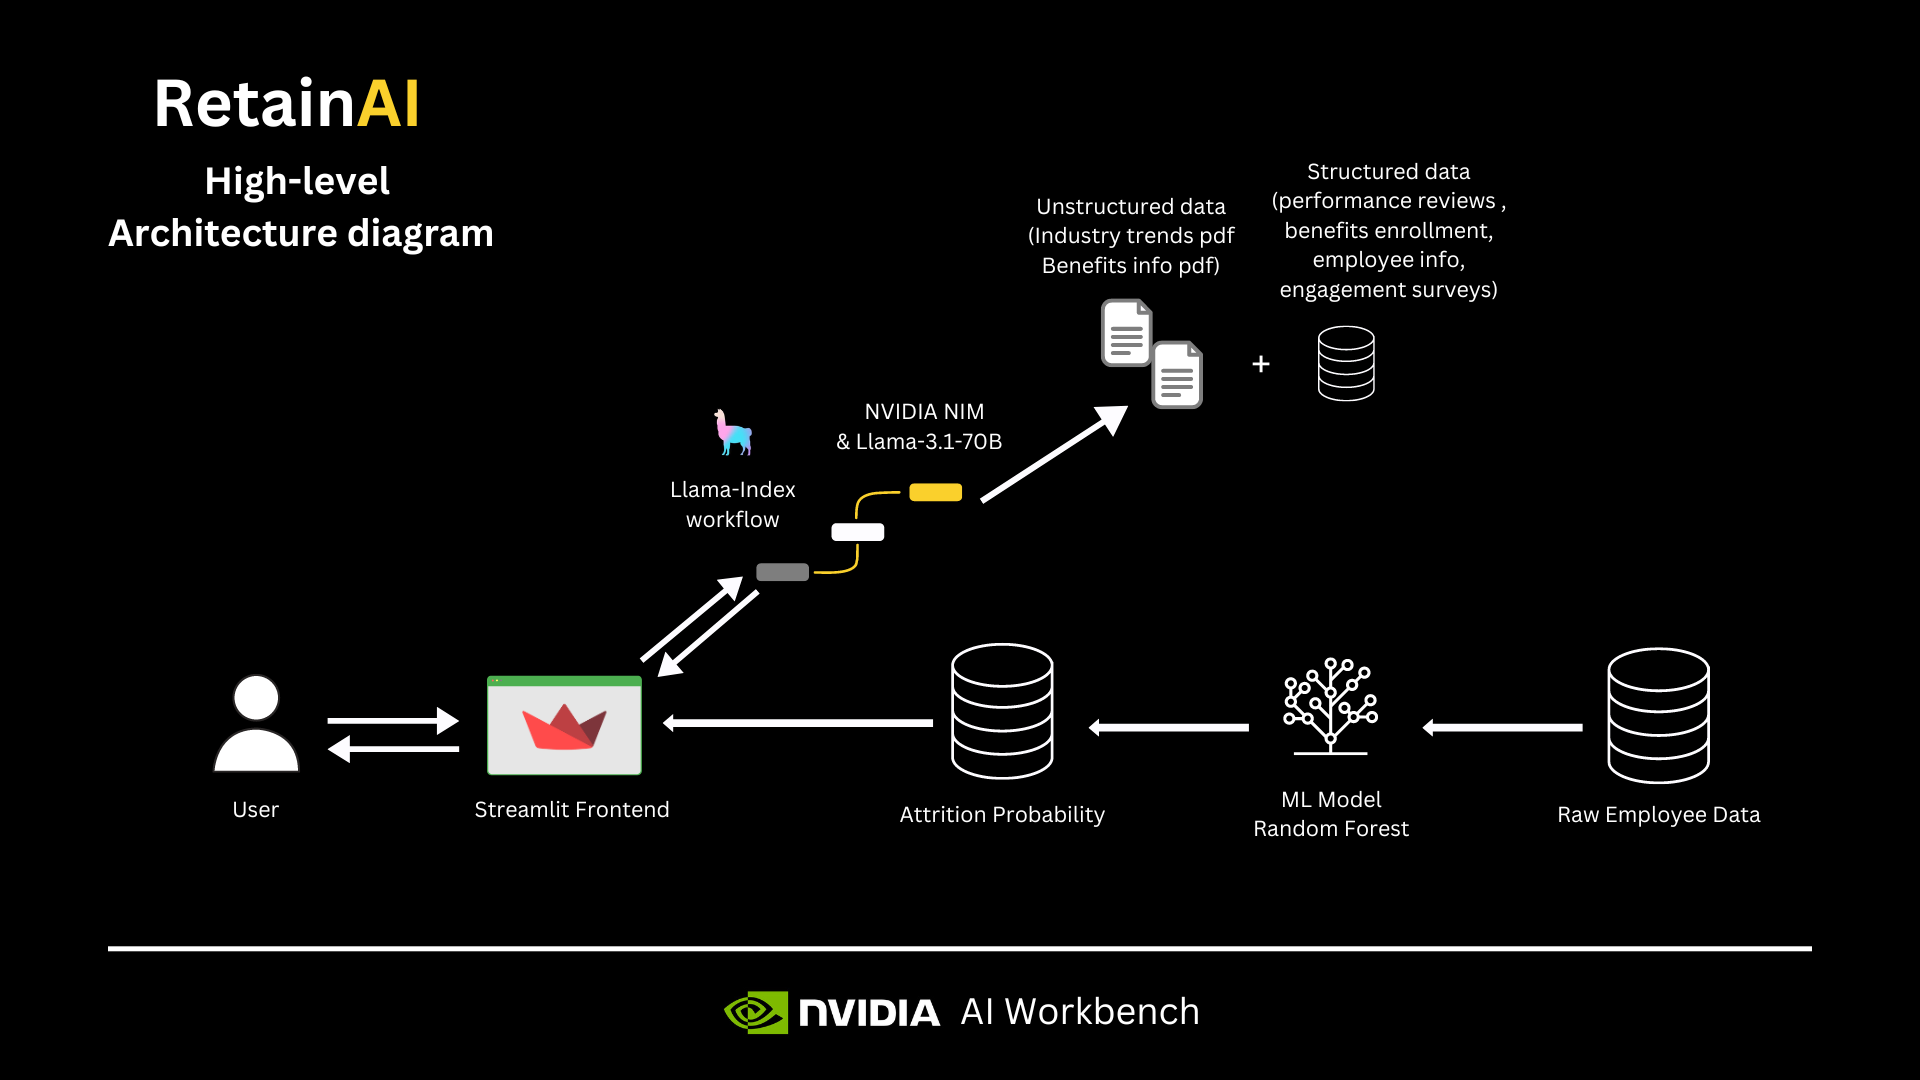 RetainAI
High-level
Architecture diagram
Unstructured data
(Industry trends pdf
Benefits info pdf)
Structured data
(performance reviews ,
benefits enrollment,
employee info,
engagement surveys)
+
NVIDIA NIM
& Llama-3.1-70B
Llama-Index
workflow
User
Streamlit Frontend
Attrition Probability
ML Model
Random Forest
Raw Employee Data
NVIDIA AI Workbench